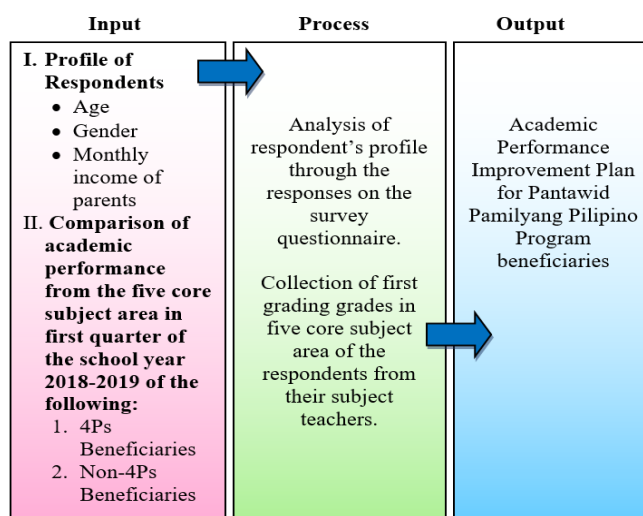 Input
Process
Output
I. Profile of
Respondents
• Age
• Gender
• Monthly
income of
parents
II. Comparison of
academic
performance
from the five core
subject area in
first quarter of
the school year
2018-2019 of the
following:
1. 4Ps
Beneficiaries
2. Non-4Ps
Beneficiaries
Analysis of
respondent’s profile
through the
responses on the
survey
questionnaire.
Collection of first
grading grades in
five core subject
area of the
respondents from
their subject
teachers.
Academic
Performance
Improvement Plan
for Pantawid
Pamilyang Pilipino
Program
beneficiaries